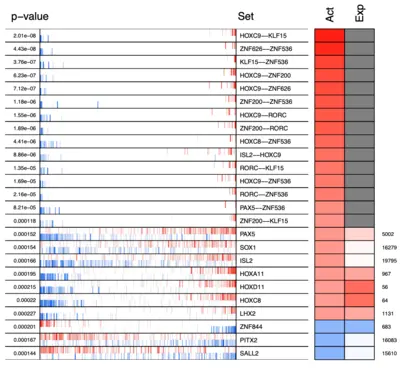 p-value Set Act Exp
2.01e-08 HOXC9—KLF15
4.43e-08 ZNF626—ZNF536
3.76e-07 KLF15—ZNF536
6.23e-07 HOXC9—ZNF200
7.12e-07 HOXC9—ZNF626
1.18e-06 ZNF200—ZNF536
1.55e-06 HOXC9—RORC
1.89e-06 ZNF200—RORC
4.41e-06 HOXC8—ZNF536
8.86e-06 ISL2—HOXC9
1.35e-05 RORC—KLF15
1.69e-05 HOXC9—ZNF536
2.16e-05 RORC—ZNF536
8.21e-05 PAX5—ZNF536
0.000118 ZNF200—KLF15
0.000152 PAX5 5002
0.000154 SOX1 16279
0.000166 ISL2 19795
0.000195 HOXA11 967
0.000213 HOXD11 56
0.00022 HOXC8 64
0.000227 LHX2 1131
0.000201 ZNF844 683
0.000167 PITX2 16083
0.000144 SALL2 15610